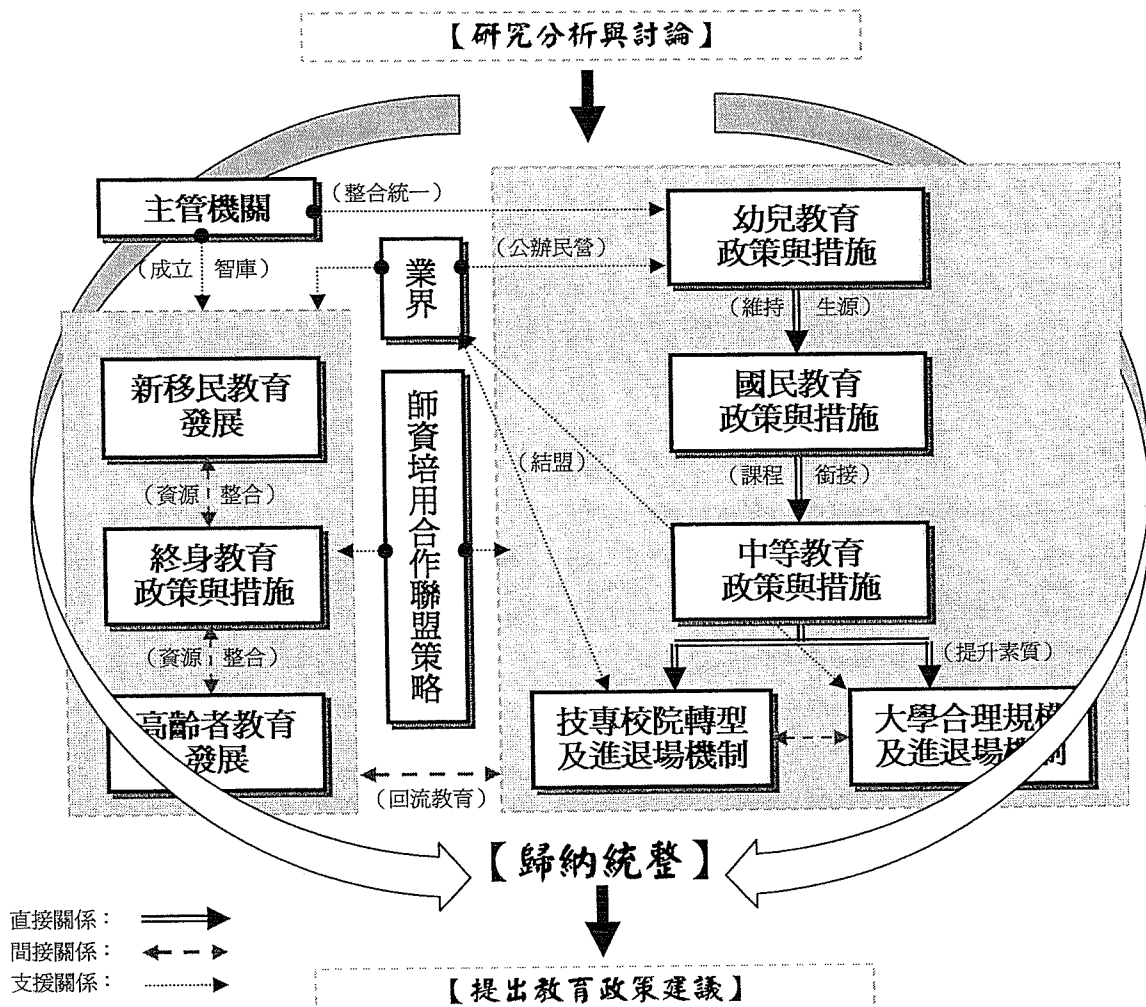 【研究分析與討論】
主管機關
（整合統一）
（成立 智庫）
業界
（公辦民營）
幼兒教育
政策與措施
（維持 生源）
新移民教育
發展
師資培用合作聯盟策略
國民教育
政策與措施
（結盟）
（課程 銜接）
（資源 整合）
終身教育
政策與措施
中等教育
政策與措施
（資源 整合）
（提升素質）
高齡者教育
發展
技專校院轉型
及進退場機制
大學合理規模
及進退場機制
（回流教育）
【歸納統整】
直接關係：
間接關係：
支援關係：
【提出教育政策建議】